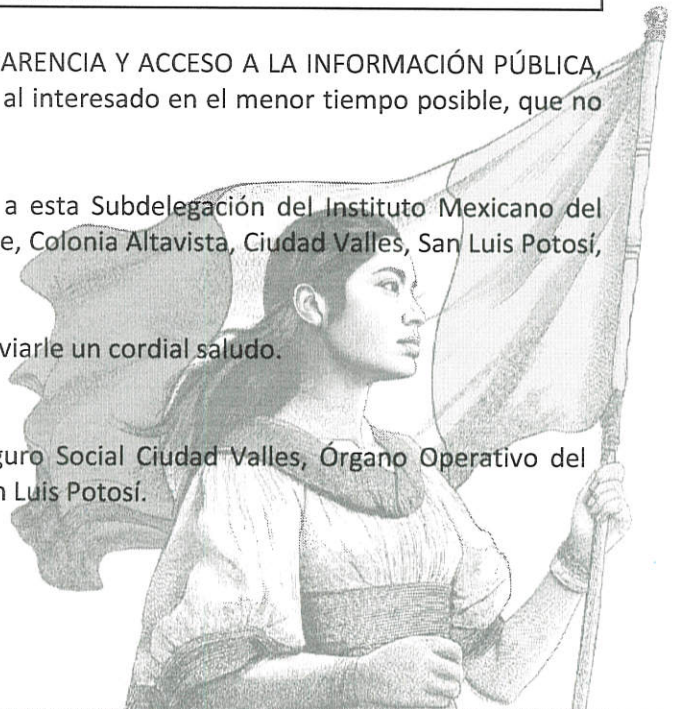 ARENCIA Y ACCESO A LA INFORMACIÓN PÚBLICA,
al interesado en el menor tiempo posible, que no
a esta Subdelegación del Instituto Mexicano del
e, Colonia Altavista, Ciudad Valles, San Luis Potosí,
viarle un cordial saludo.
guro Social Ciudad Valles, Órgano Operativo del
n Luis Potosí.